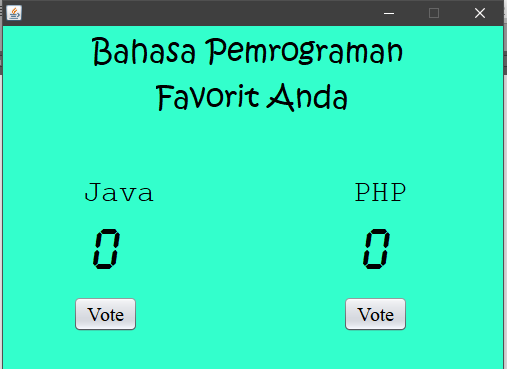 Bahasa Pemrograman
Favorit Anda
Java PHP
0 0
Vote Vote